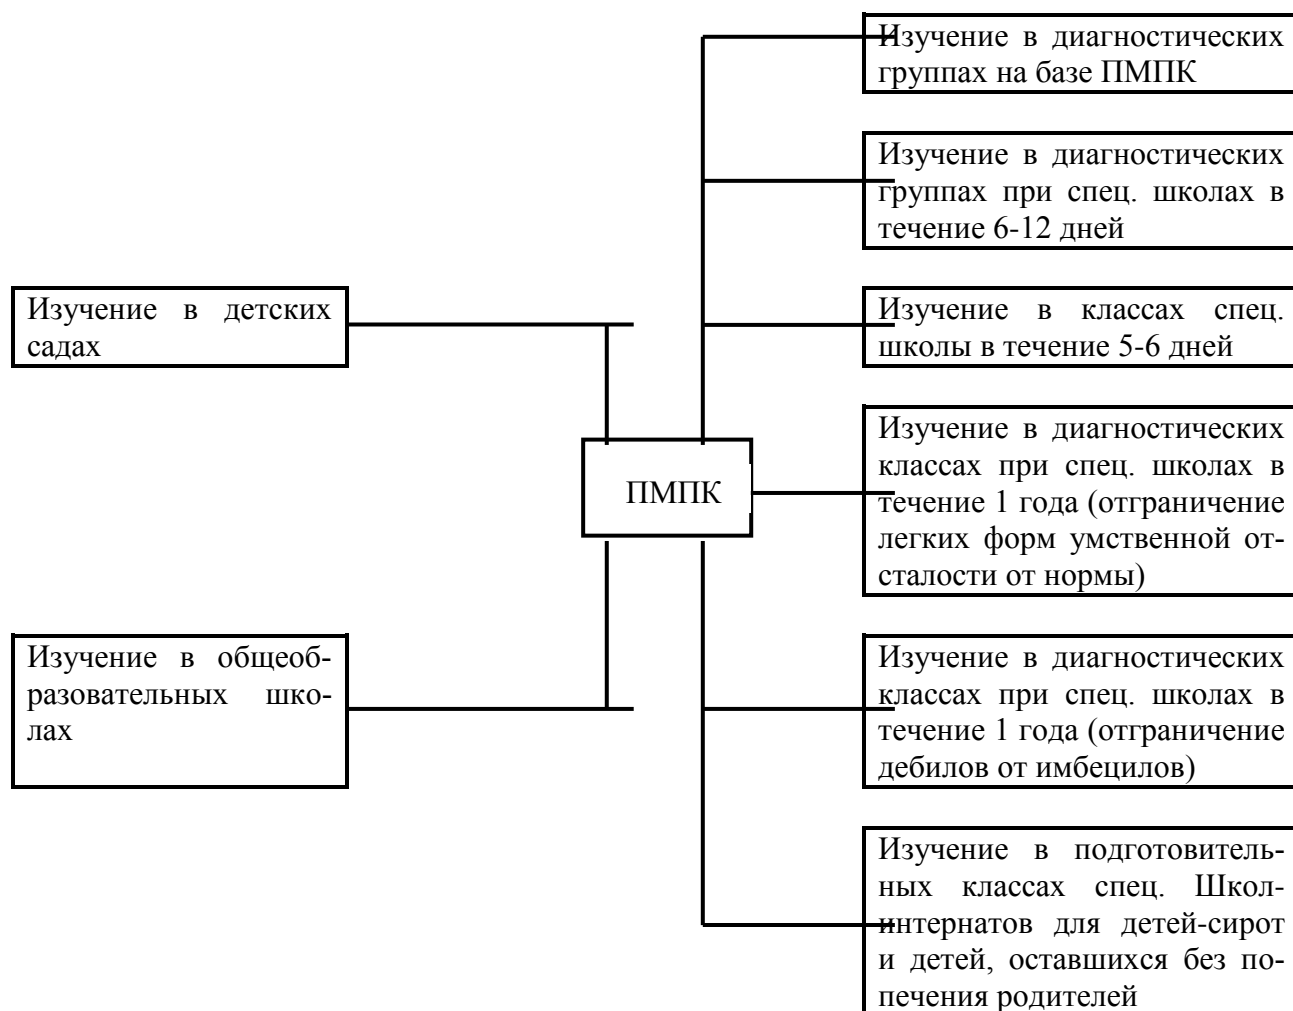 Изучение в детских
садах
Изучение в общеоб-
разовательных шко-
лах
ПМПК
Изучение в диагностических
группах на базе ПМПК
Изучение в диагностических
группах при спец. школах в
течение 6-12 дней
Изучение в классах спец.
школы в течение 5-6 дней
Изучение в диагностических
классах при спец. школах в
течение 1 года (отграничение
легких форм умственной от-
сталости от нормы)
Изучение в диагностических
классах при спец. школах в
течение 1 года (отграничение
дебилов от имбецилов)
Изучение в подготовитель-
ных классах спец. Школ-
интернатов для детей-сирот
и детей, оставшихся без по-
печения родителей